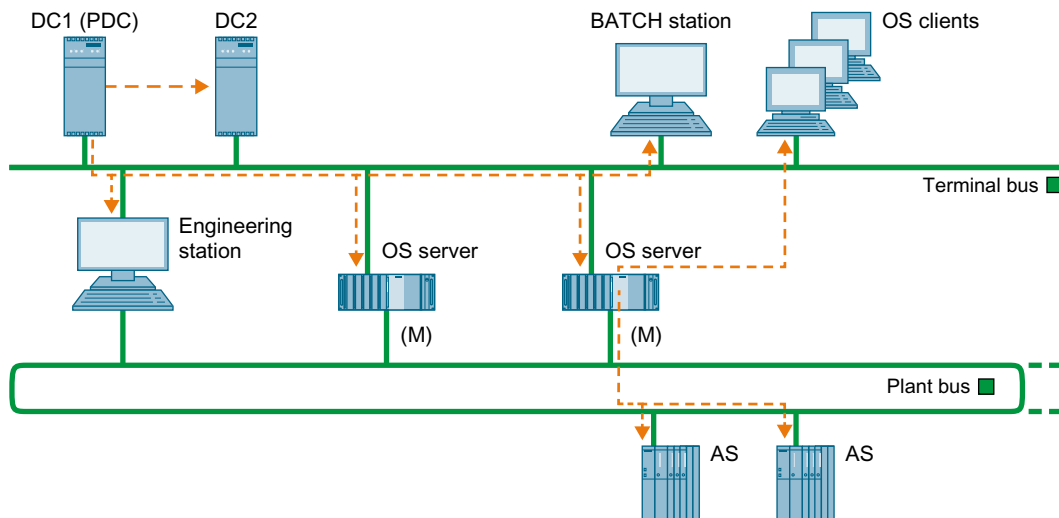 DC1 (PDC)
DC2
BATCH station
OS clients
Terminal bus
Engineering
station
OS server
OS server
(M)
(M)
Plant bus
AS
AS